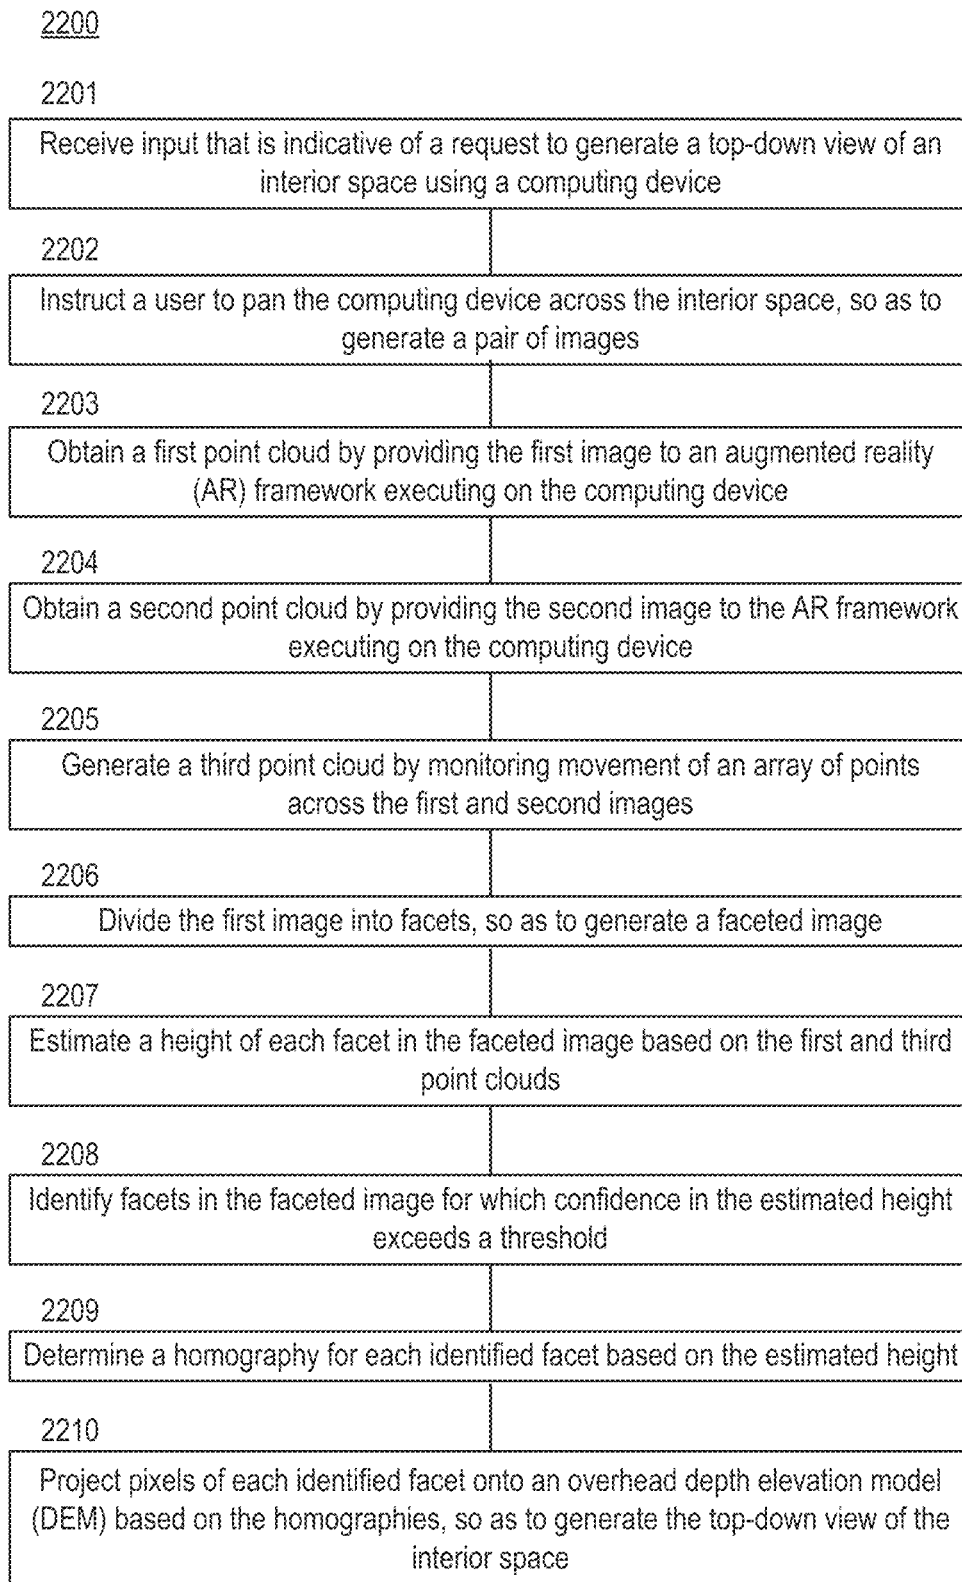 2200
2201
Receive input that is indicative of a request to generate a top-down view of an
interior space using a computing device
2202
Instruct a user to pan the computing device across the interior space, so as to
generate a pair of images
2203
Obtain a first point cloud by providing the first image to an augmented reality
(AR) framework executing on the computing device
2204
Obtain a second point cloud by providing the second image to the AR framework
executing on the computing device
2205
Generate a third point cloud by monitoring movement of an array of points
across the first and second images
2206
Divide the first image into facets, so as to generate a faceted image
2207
Estimate a height of each facet in the faceted image based on the first and third
point clouds
2208
Identify facets in the faceted image for which confidence in the estimated height
exceeds a threshold
2209
Determine a homography for each identified facet based on the estimated height
2210
Project pixels of each identified facet onto an overhead depth elevation model
(DEM) based on the homographies, so as to generate the top-down view of the
interior space